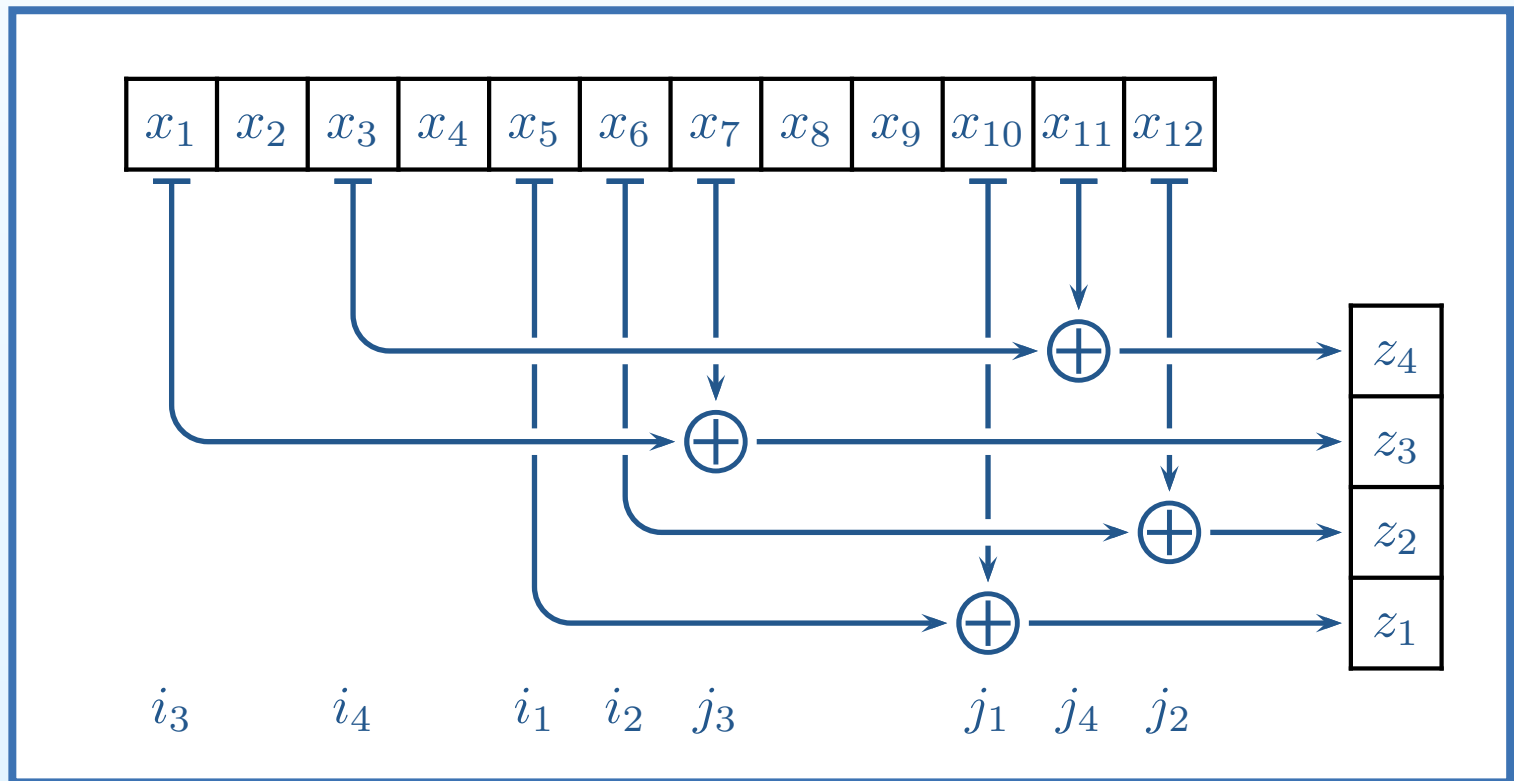 x₁ x₂ x₃ x₄ x₅ x₆ x₇ x₈ x₉ x₁₀ x₁₁ x₁₂
z₄
z₃
z₂
z₁
i₃ i₄ i₁ i₂ j₃ j₁ j₄ j₂